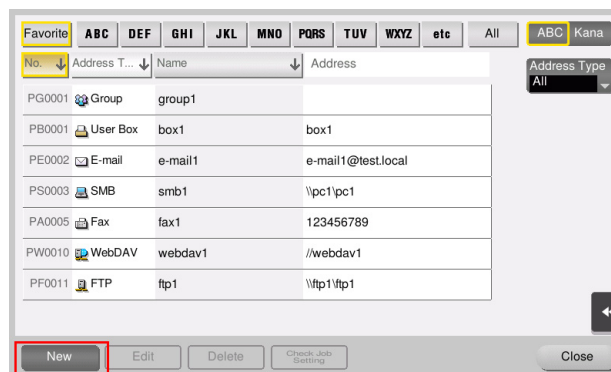 Favorite ABC DEF GHI JKL MNO PQRS TUV WXYZ etc All ABC Kana
No. Address T... Name Address Address Type
All
PG0001 Group group1
PB0001 User Box box1 box1
PE0002 E-mail e-mail1 e-mail1@test.local
PS0003 SMB smb1 \\pc1\pc1
PA0005 Fax fax1 123456789
PW0010 WebDAV webdav1 //webdav1
PF0011 FTP ftp1 \\ftp1\ftp1
New Edit Delete Check Job Setting Close